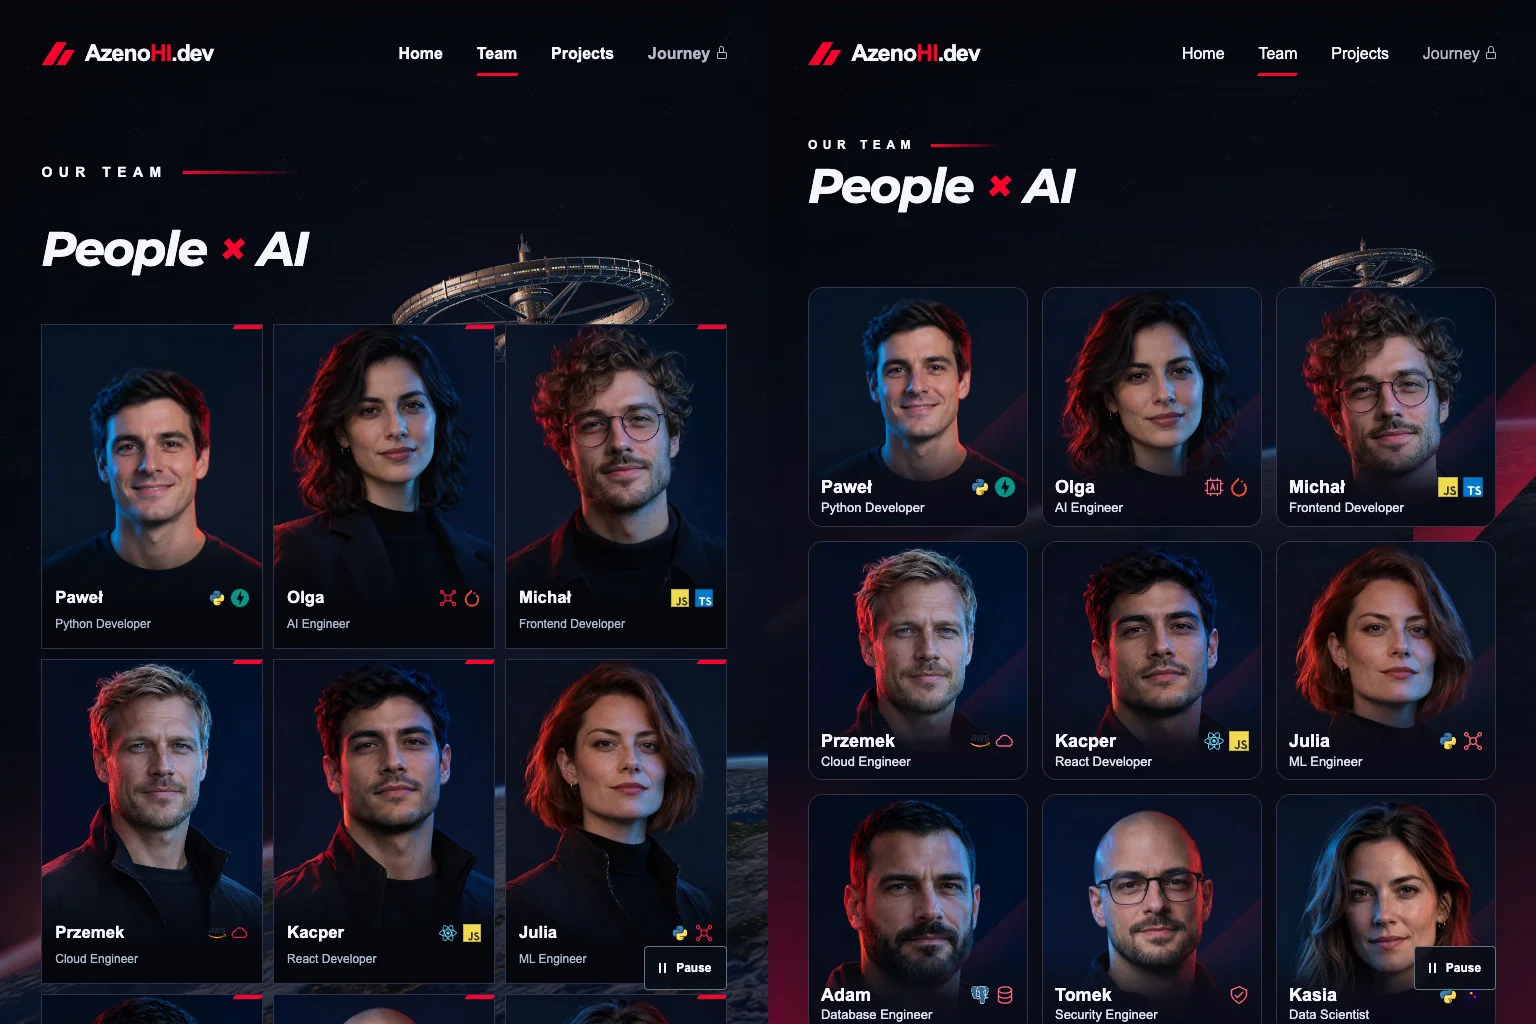 AzenoHI.dev
Home Team Projects Journey
OUR TEAM
People × AI
Paweł
Python Developer
Olga
AI Engineer
Michał
JS TS
Frontend Developer
Przemek
aws
Cloud Engineer
Kacper
JS
React Developer
Julia
ML Engineer
Pause
AzenoHI.dev
Home Team Projects Journey
OUR TEAM
People × AI
Paweł
Python Developer
Olga
AI
AI Engineer
Michał
JS TS
Frontend Developer
Przemek
aws
Cloud Engineer
Kacper
JS
React Developer
Julia
ML Engineer
Adam
Database Engineer
Tomek
Security Engineer
Kasia
Data Scientist
Pause